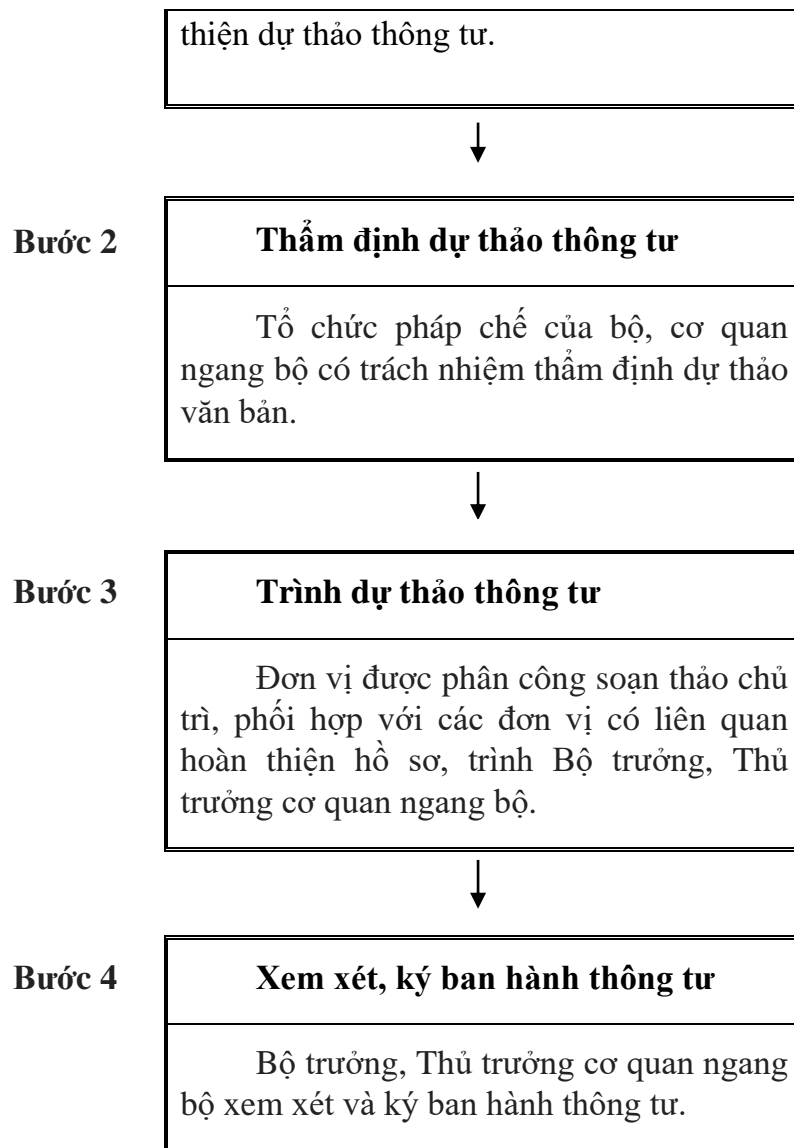 thiện dự thảo thông tư.
Bước 2
Thẩm định dự thảo thông tư
Tổ chức pháp chế của bộ, cơ quan
ngang bộ có trách nhiệm thẩm định dự thảo
văn bản.
Bước 3
Trình dự thảo thông tư
Đơn vị được phân công soạn thảo chủ
trì, phối hợp với các đơn vị có liên quan
hoàn thiện hồ sơ, trình Bộ trưởng, Thủ
trưởng cơ quan ngang bộ.
Bước 4
Xem xét, ký ban hành thông tư
Bộ trưởng, Thủ trưởng cơ quan ngang
bộ xem xét và ký ban hành thông tư.